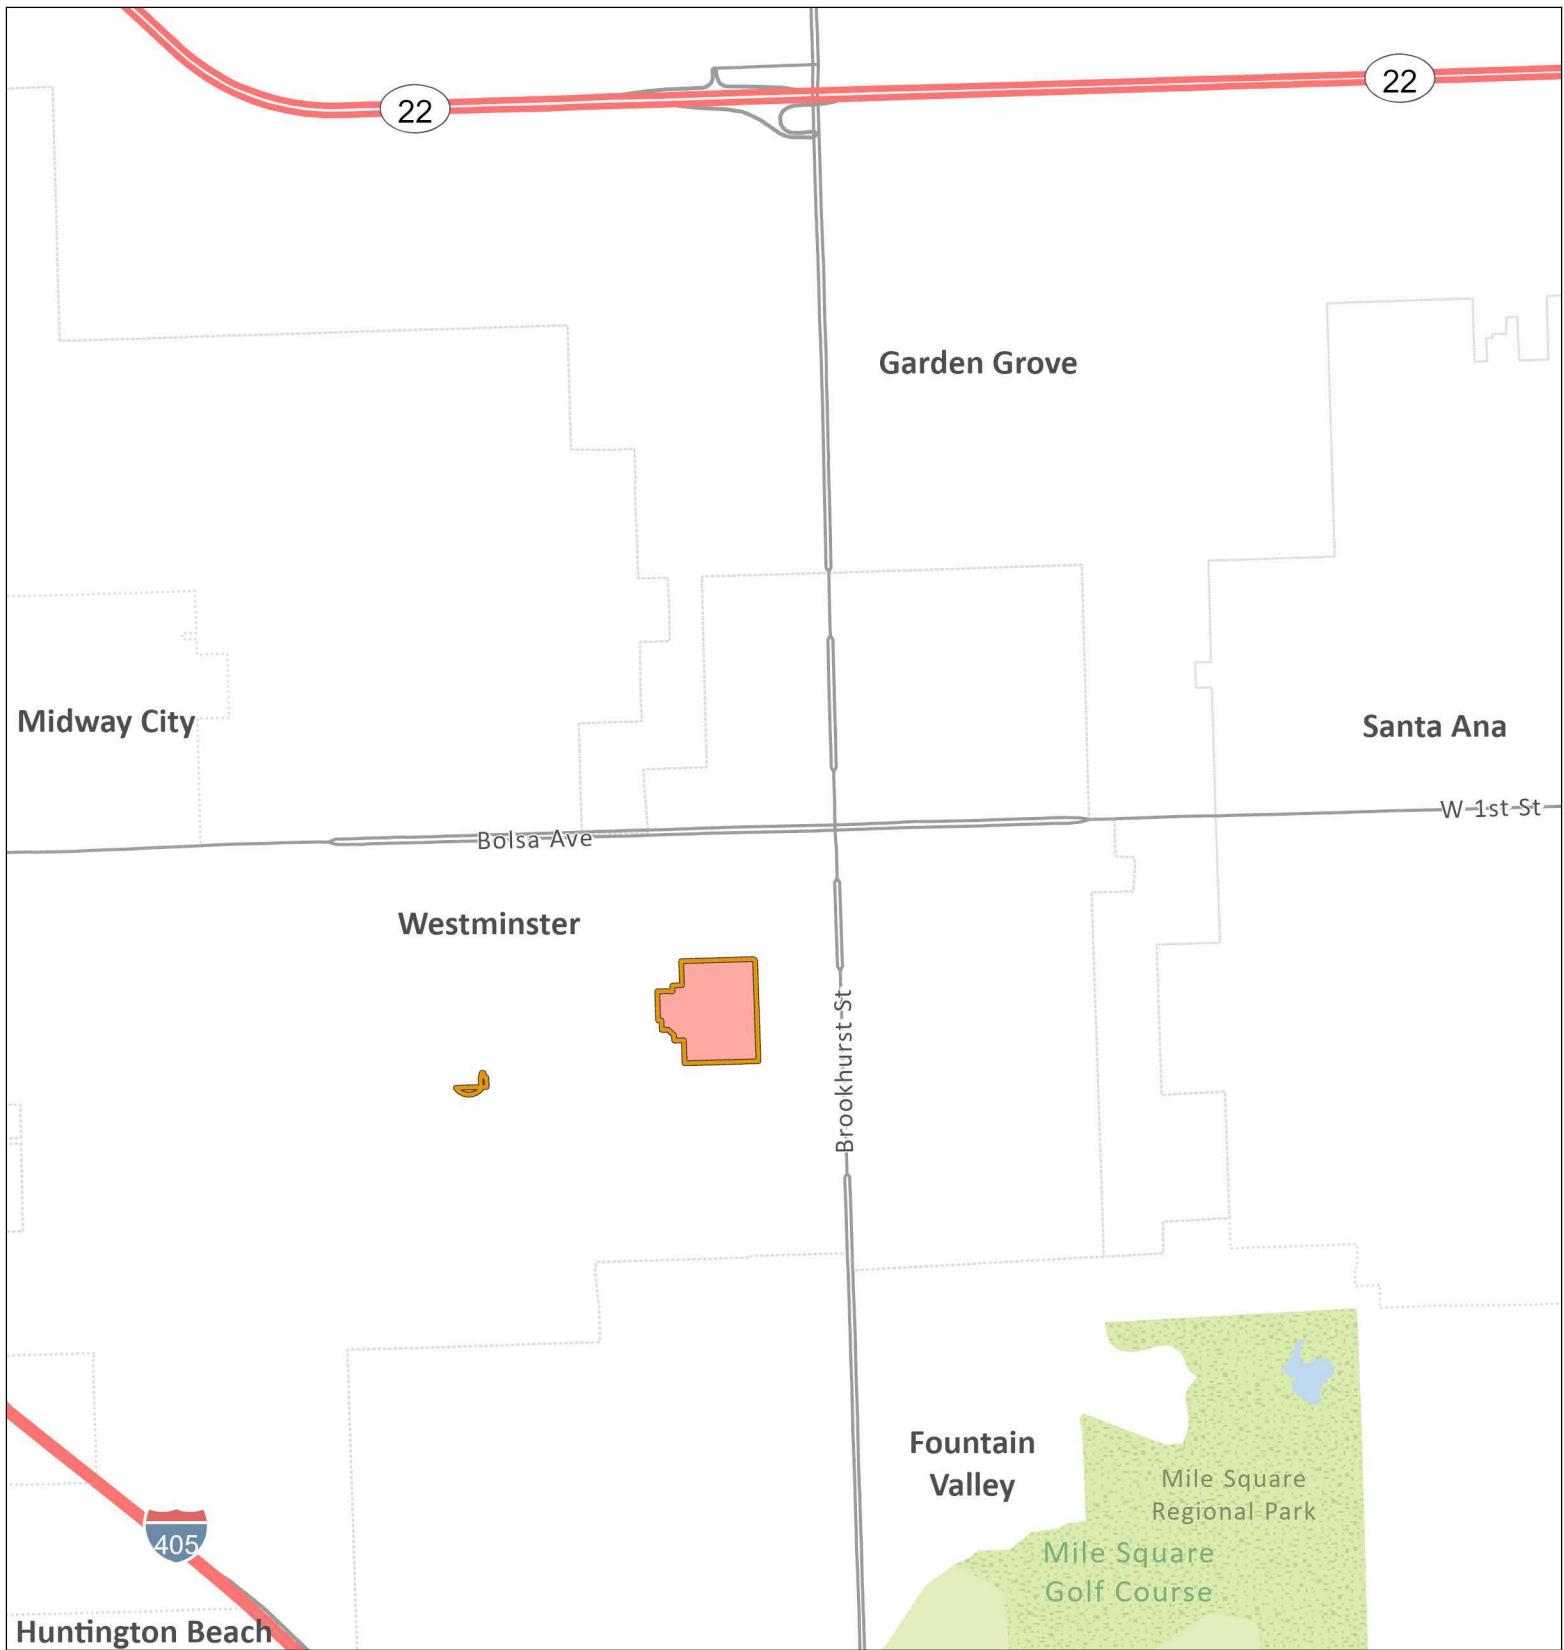 22
22
Garden Grove
Midway City
Santa Ana
W 1st St
Bolsa Ave
Westminster
Brookhurst St
Fountain
Valley
Mile Square
Regional Park
Mile Square
Golf Course
405
Huntington Beach